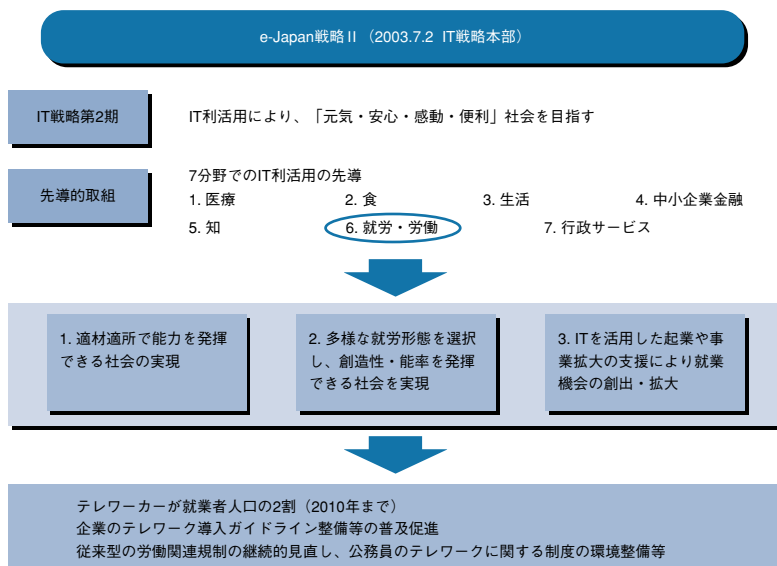 e-Japan戦略Ⅱ（2003.7.2 IT戦略本部）
IT戦略第2期
IT利活用により、「元気・安心・感動・便利」社会を目指す
先導的取組
7分野でのIT利活用の先導
1. 医療 2. 食 3. 生活 4. 中小企業金融
5. 知 6. 就労・労働 7. 行政サービス
1. 適材適所で能力を発揮
できる社会の実現
2. 多様な就労形態を選択
し、創造性・能率を発揮
できる社会を実現
3. ITを活用した起業や事
業拡大の支援により就業
機会の創出・拡大
テレワーカーが就業者人口の2割（2010年まで）
企業のテレワーク導入ガイドライン整備等の普及促進
従来型の労働関連規制の継続的見直し、公務員のテレワークに関する制度の環境整備等